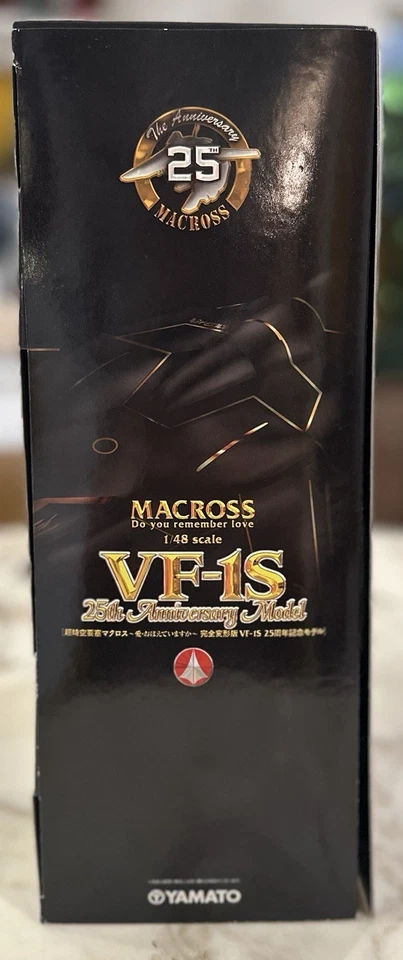 The Anniversary
25TH
MACROSS
MACROSS
Do you remember love
1/48 scale
VF-1S
25th Anniversary Model
超時空要塞マクロス～愛・おぼえていますか～ 完全変形版 VF-1S 25周年記念モデル
YAMATO